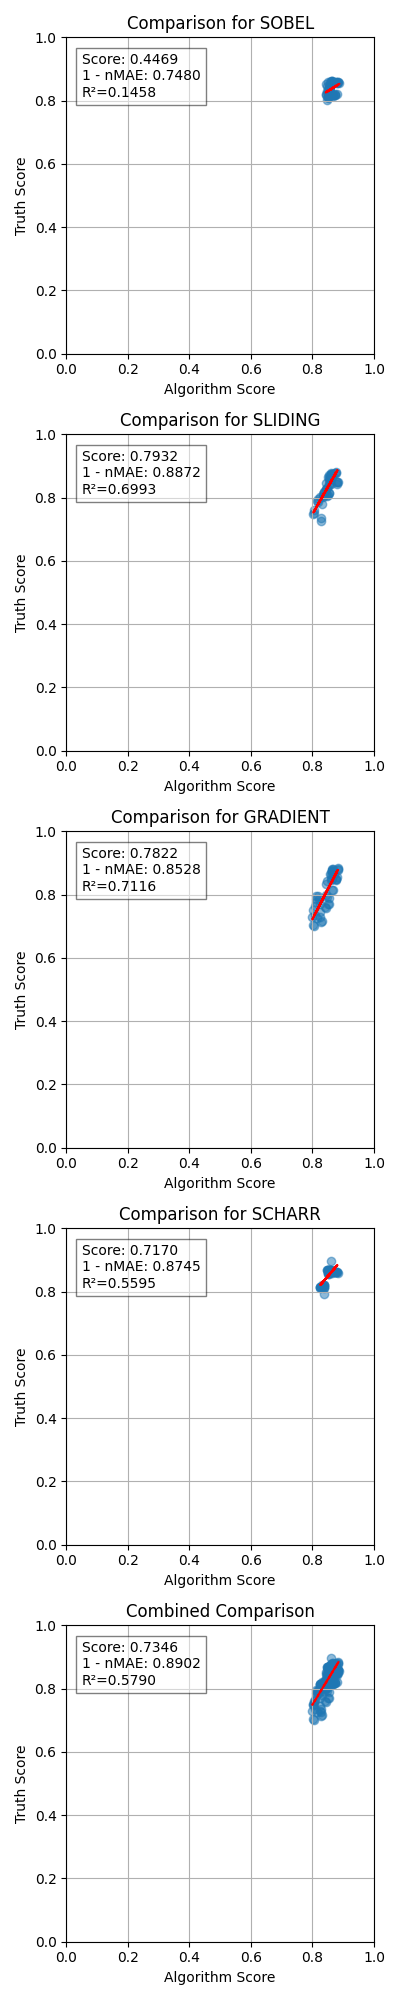 Comparison for SOBEL
Score: 0.4469
1 - nMAE: 0.7480
R²=0.1458
1.0
0.8
0.6
0.4
0.2
0.0
Truth Score
0.0 0.2 0.4 0.6 0.8 1.0
Algorithm Score
Comparison for SLIDING
Score: 0.7932
1 - nMAE: 0.8872
R²=0.6993
1.0
0.8
0.6
0.4
0.2
0.0
Truth Score
0.0 0.2 0.4 0.6 0.8 1.0
Algorithm Score
Comparison for GRADIENT
Score: 0.7822
1 - nMAE: 0.8528
R²=0.7116
1.0
0.8
0.6
0.4
0.2
0.0
Truth Score
0.0 0.2 0.4 0.6 0.8 1.0
Algorithm Score
Comparison for SCHARR
Score: 0.7170
1 - nMAE: 0.8745
R²=0.5595
1.0
0.8
0.6
0.4
0.2
0.0
Truth Score
0.0 0.2 0.4 0.6 0.8 1.0
Algorithm Score
Combined Comparison
Score: 0.7346
1 - nMAE: 0.8902
R²=0.5790
1.0
0.8
0.6
0.4
0.2
0.0
Truth Score
0.0 0.2 0.4 0.6 0.8 1.0
Algorithm Score